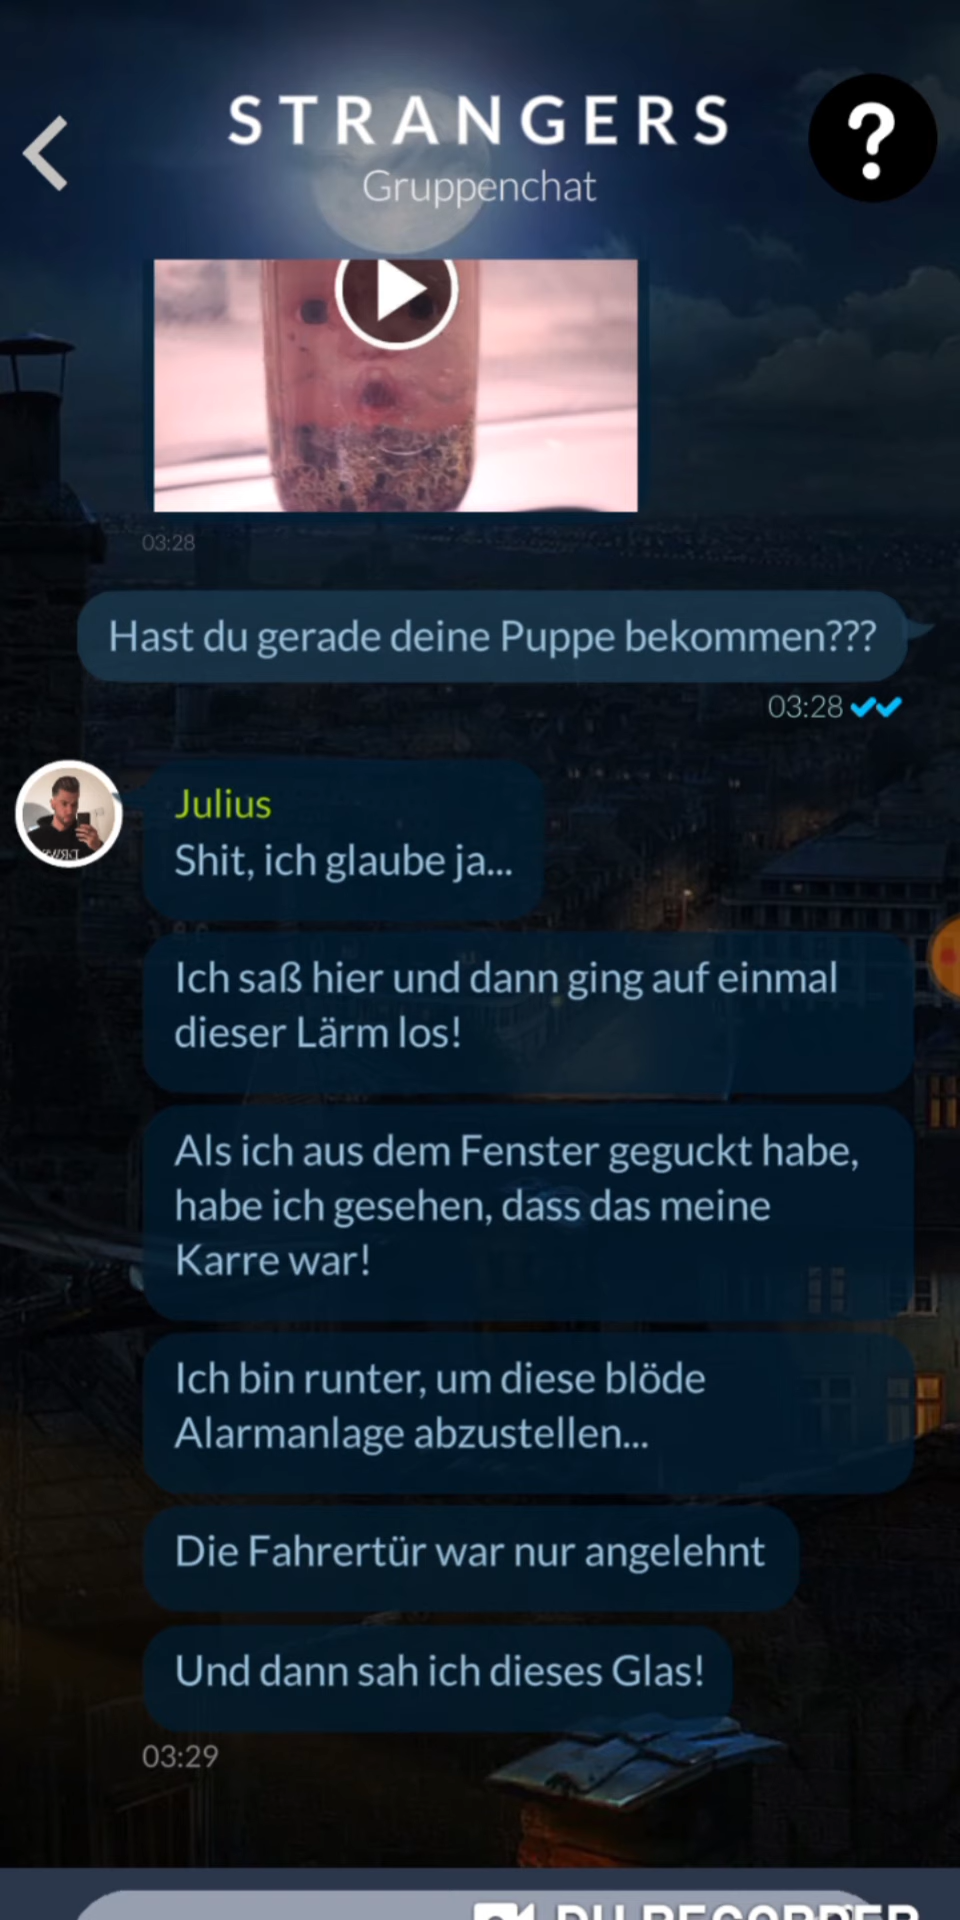 STRANGERS
Gruppenchat
?
03:28
Hast du gerade deine Puppe bekommen???
03:28
Julius
Shit, ich glaube ja...
Ich saß hier und dann ging auf einmal
dieser Lärm los!
Als ich aus dem Fenster geguckt habe,
habe ich gesehen, dass das meine
Karre war!
Ich bin runter, um diese blöde
Alarmanlage abzustellen...
Die Fahrertür war nur angelehnt
Und dann sah ich dieses Glas!
03:29
DU RECORDER